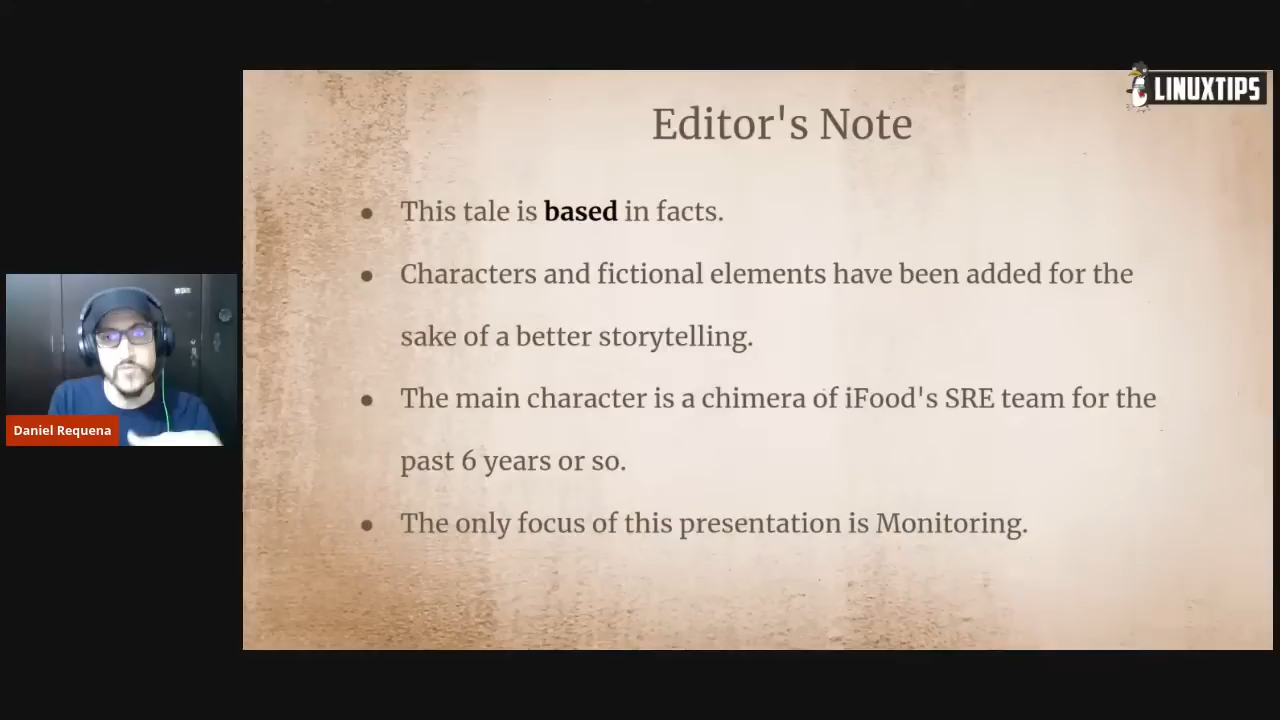 LINUXTIPS
Editor's Note
● This tale is based in facts.
● Characters and fictional elements have been added for the
sake of a better storytelling.
● The main character is a chimera of iFood's SRE team for the
past 6 years or so.
● The only focus of this presentation is Monitoring.
Daniel Requena